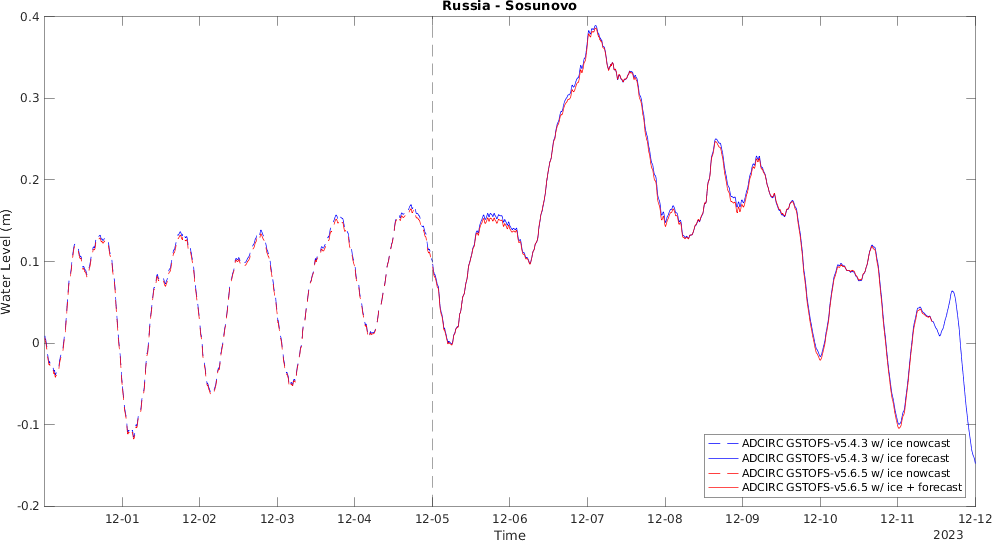 Russia - Sosunovo
0.4
0.3
0.2
0.1
0
-0.1
-0.2
Water Level (m)
12-01
12-02
12-03
12-04
12-05
12-06
12-07
12-08
12-09
12-10
12-11
12-12
Time
2023
ADCIRC GSTOFS-v5.4.3 w/ ice nowcast
ADCIRC GSTOFS-v5.4.3 w/ ice forecast
ADCIRC GSTOFS-v5.6.5 w/ ice nowcast
ADCIRC GSTOFS-v5.6.5 w/ ice + forecast